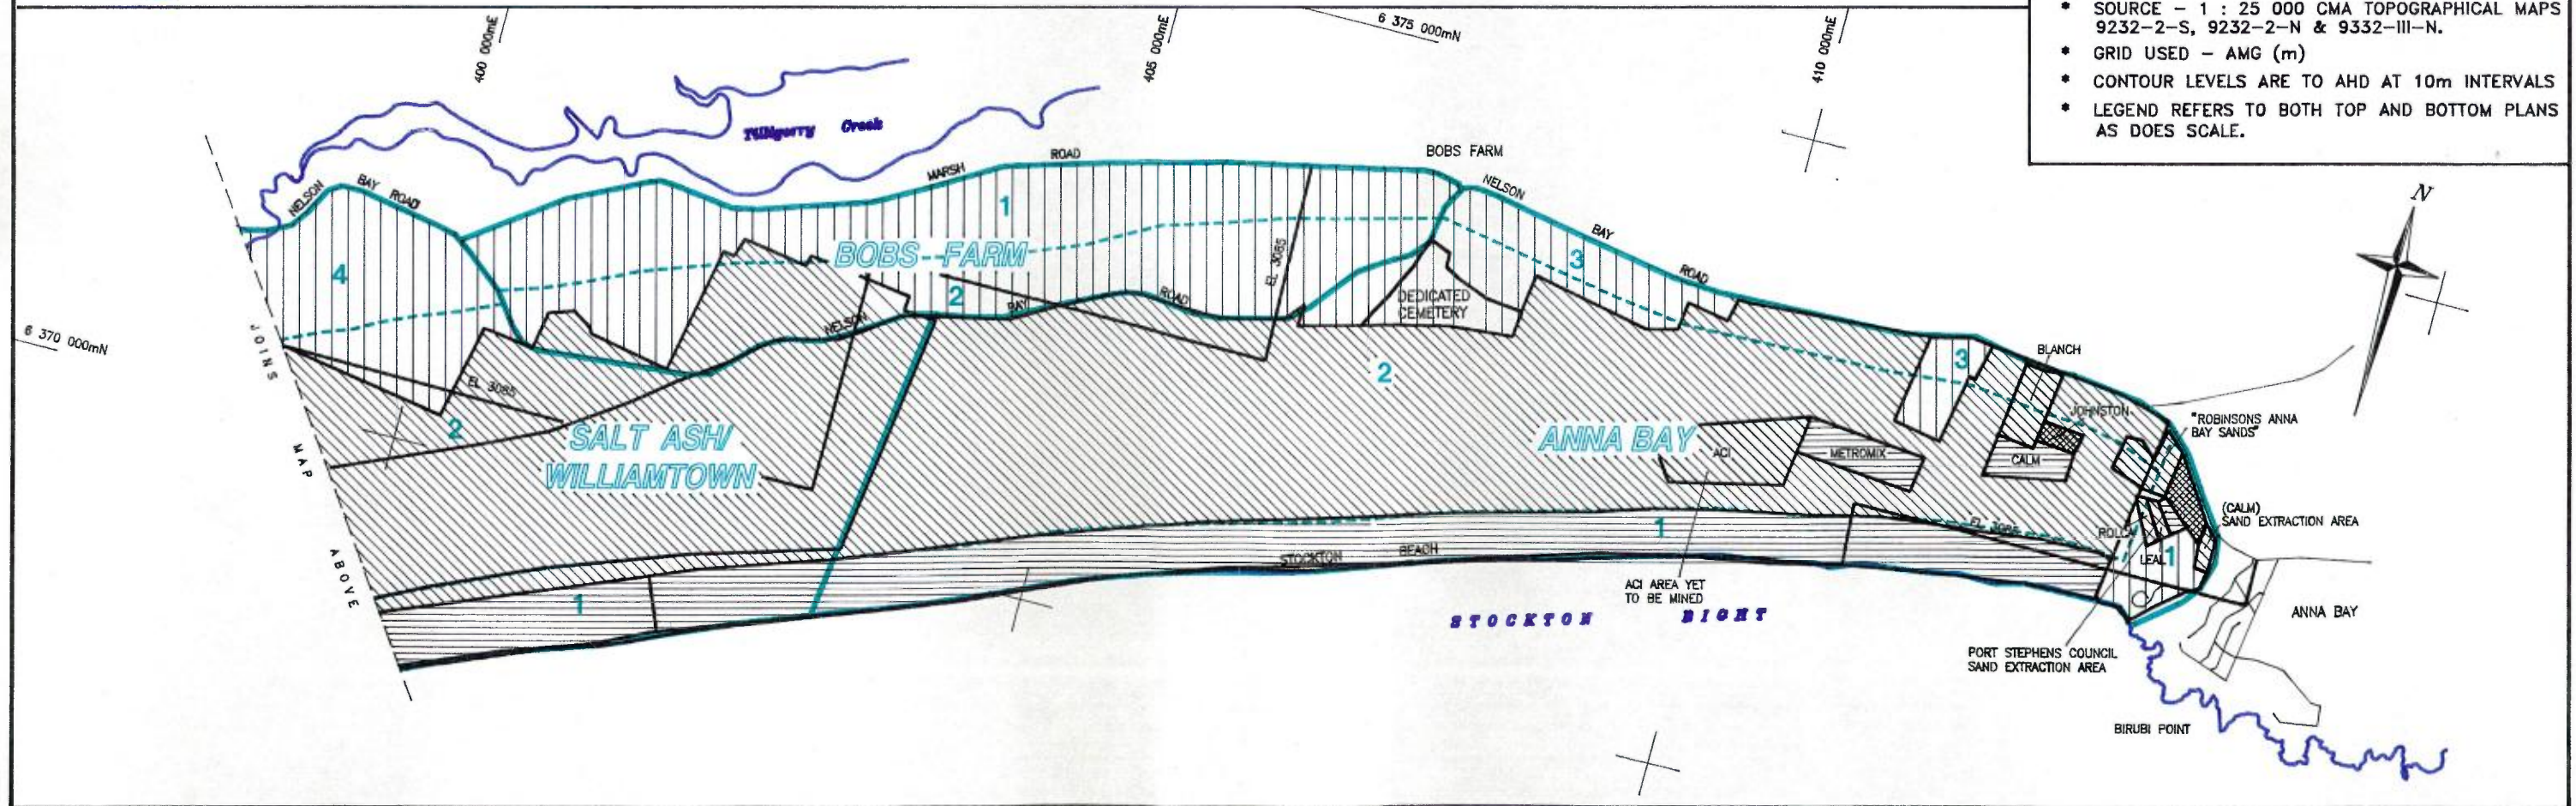 * SOURCE – 1 : 25 000 CMA TOPOGRAPHICAL MAPS
9232–2–S, 9232–2–N & 9332–III–N.
* GRID USED – AMG (m)
* CONTOUR LEVELS ARE TO AHD AT 10m INTERVALS
* LEGEND REFERS TO BOTH TOP AND BOTTOM PLANS
AS DOES SCALE.
400 000mE
405 000mE
6 375 000mN
410 000mE
Tilligerry Creek
NELSON BAY ROAD
MARSH ROAD
BOBS FARM
NELSON BAY ROAD
N
1
4
BOBS FARM
2
NELSON BAY ROAD
EL 3085
3
DEDICATED
CEMETERY
6 370 000mN
JOINS MAP ABOVE
EL 3085
2
SALT ASH/
WILLIAMTOWN
2
ANNA BAY
3
BLANCH
JOHNSTON
"ROBINSONS ANNA
BAY SANDS"
ACI
METROMIX
CALM
(CALM)
SAND EXTRACTION AREA
1
STOCKTON BEACH
1
EL 3085
LEAL
1
ACI AREA YET
TO BE MINED
STOCKTON BIGHT
ANNA BAY
PORT STEPHENS COUNCIL
SAND EXTRACTION AREA
BIRUBI POINT